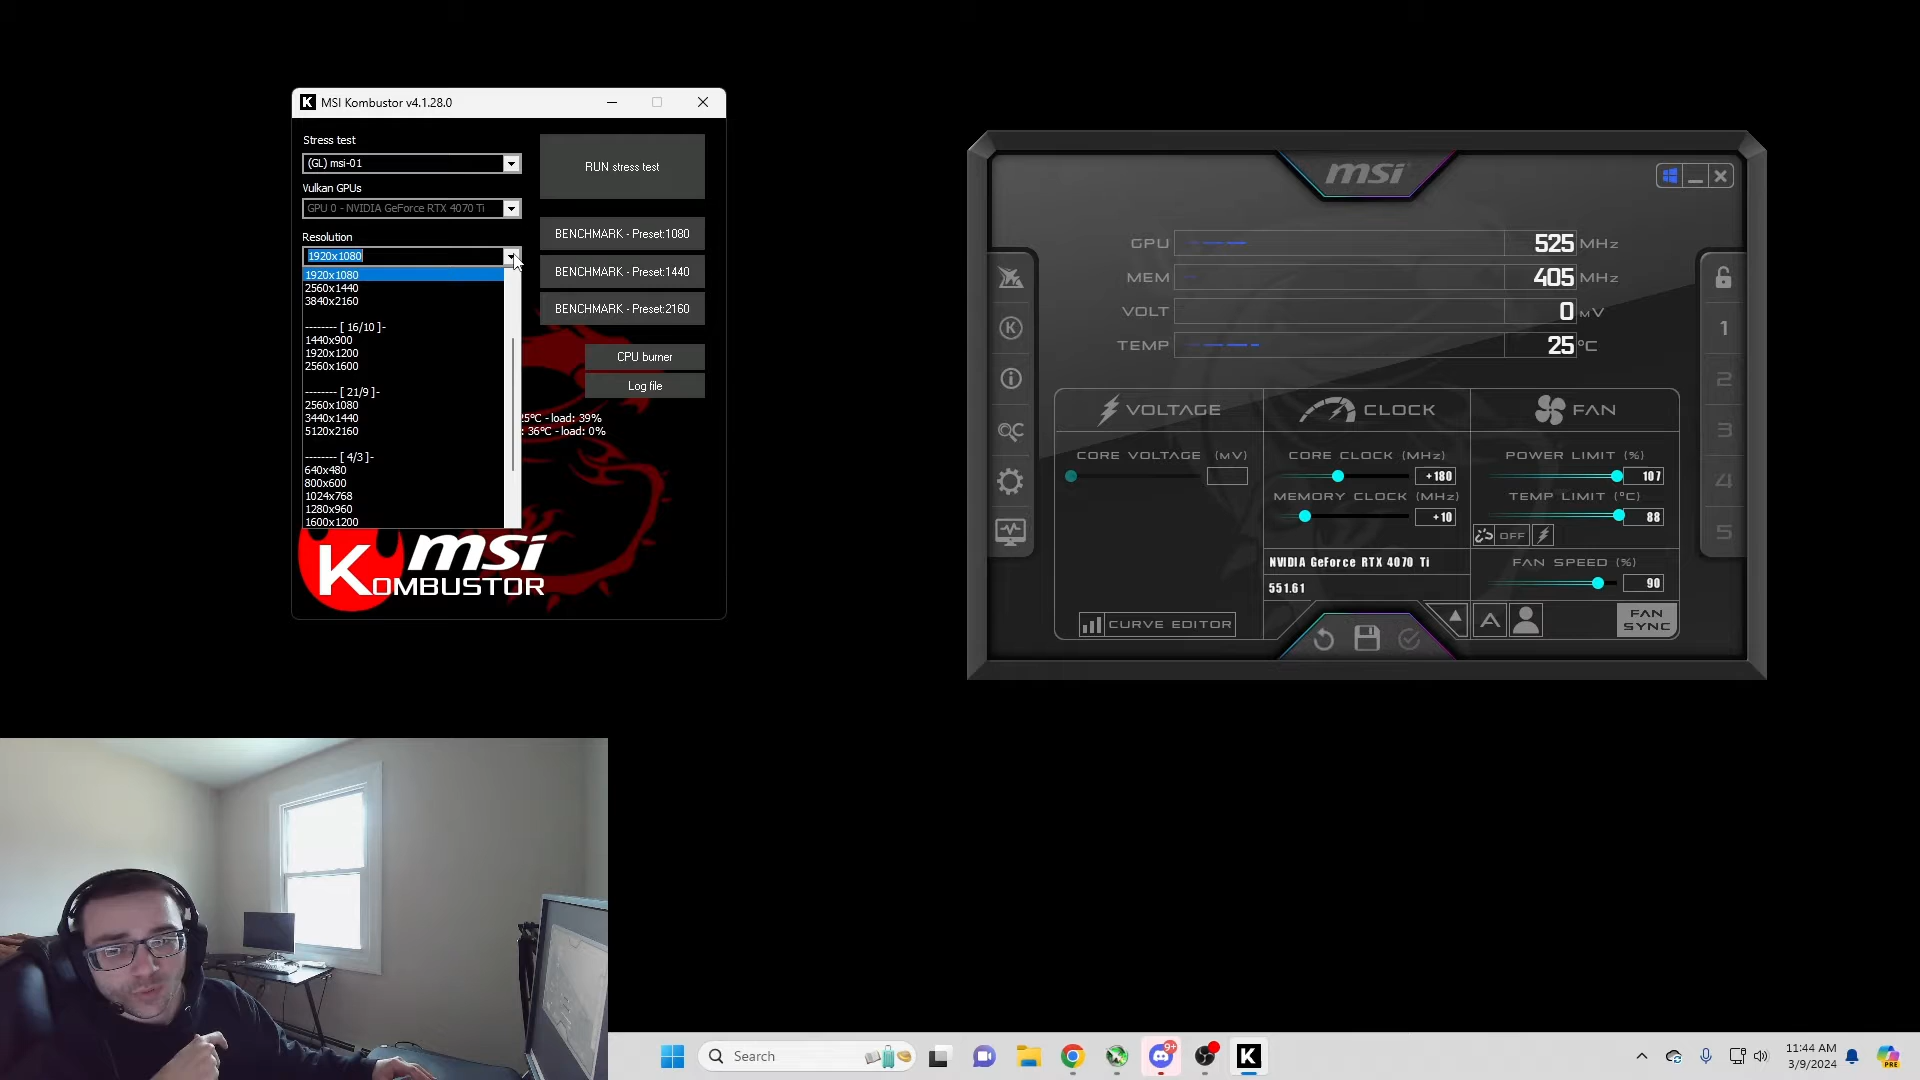 MSI Kombustor v4.1.28.0
Stress test
(GL) msi-01
RUN stress test
Vulkan GPUs
GPU 0 - NVIDIA GeForce RTX 4070 Ti
Resolution
1920x1080
1920x1080
2560x1440
3840x2160
-------- [ 16/10 ]-
1440x900
1920x1200
2560x1600
-------- [ 21/9 ]-
2560x1080
3440x1440
5120x2160
-------- [ 4/3 ]-
640x480
800x600
1024x768
1280x960
1600x1200
BENCHMARK - Preset:1080
BENCHMARK - Preset:1440
BENCHMARK - Preset:2160
CPU burner
Log file
25°C - load: 39%
: 36°C - load: 0%
K msi
KOMBUSTOR
msi
GPU 525 MHz
MEM 405 MHz
VOLT 0 MV
TEMP 25 °C
K
i
OC
1
2
3
4
5
VOLTAGE
CORE VOLTAGE (MV)
CURVE EDITOR
CLOCK
CORE CLOCK (MHz)
+180
MEMORY CLOCK (MHz)
+10
NVIDIA GeForce RTX 4070 Ti
551.61
FAN
POWER LIMIT (%)
107
TEMP LIMIT (°C)
88
OFF
FAN SPEED (%)
90
A
FAN
SYNC
Search
9+
K
11:44 AM
3/9/2024
PRE